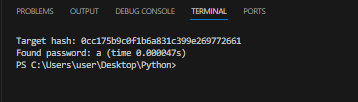 PROBLEMS OUTPUT DEBUG CONSOLE TERMINAL PORTS
Target hash: 0cc175b9c0f1b6a831c399e269772661
Found password: a (time 0.000047s)
PS C:\Users\user\Desktop\Python>